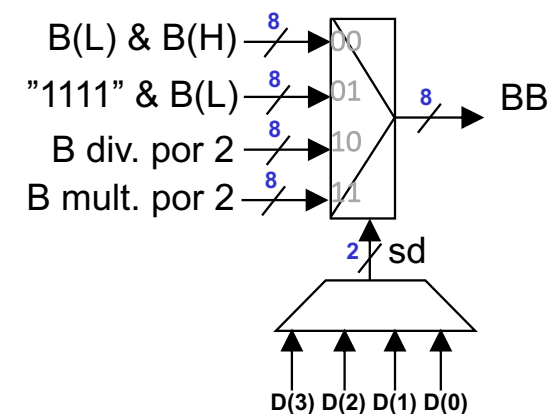 B(L) & B(H) 8 00
”1111” & B(L) 8 01 8 BB
B div. por 2 8 10
B mult. por 2 8 11
2 sd
D(3) D(2) D(1) D(0)